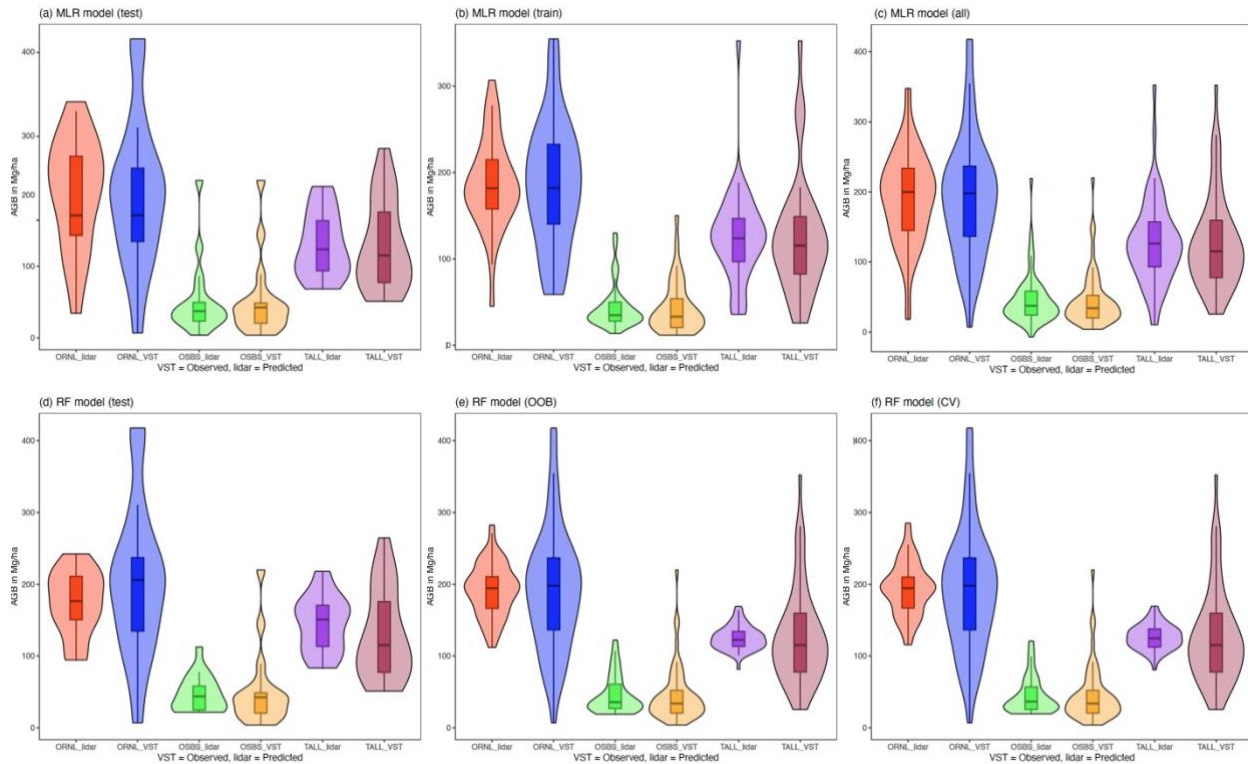 (a) MLR model (test)
AGB in Mg/ha
400
300
200
100
0
ORNL_lidar ORNL_VST OSBS_lidar OSBS_VST TALL_lidar TALL_VST
VST = Observed, lidar = Predicted
(b) MLR model (train)
AGB in Mg/ha
300
200
100
0
ORNL_lidar ORNL_VST OSBS_lidar OSBS_VST TALL_lidar TALL_VST
VST = Observed, lidar = Predicted
(c) MLR model (all)
AGB in Mg/ha
400
300
200
100
0
ORNL_lidar ORNL_VST OSBS_lidar OSBS_VST TALL_lidar TALL_VST
VST = Observed, lidar = Predicted
(d) RF model (test)
AGB in Mg/ha
400
300
200
100
0
ORNL_lidar ORNL_VST OSBS_lidar OSBS_VST TALL_lidar TALL_VST
VST = Observed, lidar = Predicted
(e) RF model (OOB)
AGB in Mg/ha
400
300
200
100
0
ORNL_lidar ORNL_VST OSBS_lidar OSBS_VST TALL_lidar TALL_VST
VST = Observed, lidar = Predicted
(f) RF model (CV)
AGB in Mg/ha
400
300
200
100
0
ORNL_lidar ORNL_VST OSBS_lidar OSBS_VST TALL_lidar TALL_VST
VST = Observed, lidar = Predicted